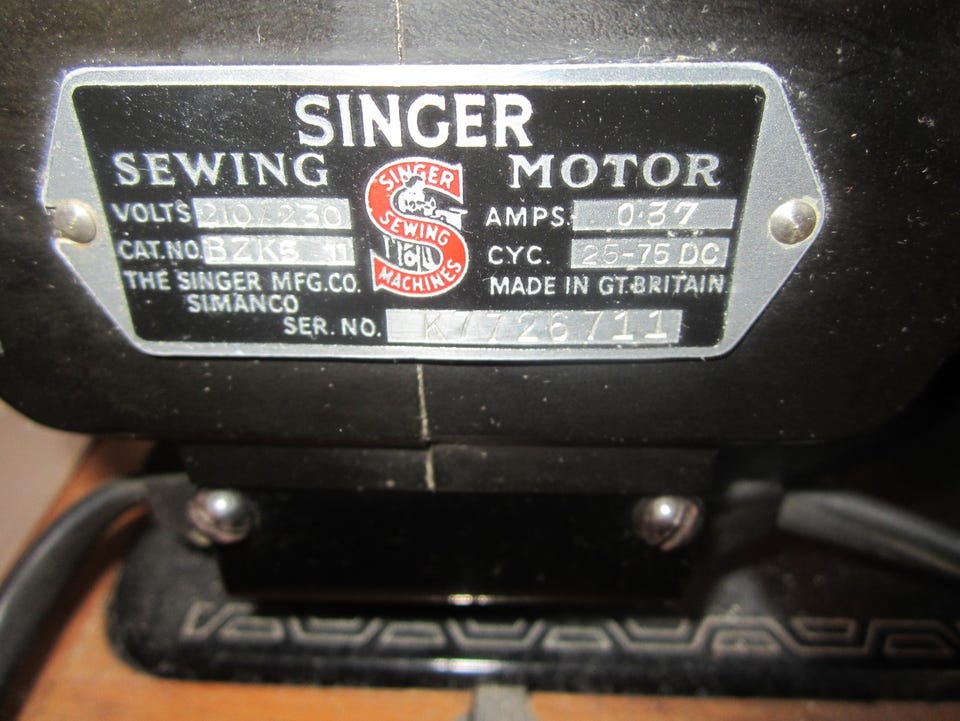 SINGER
SEWING MOTOR
SINGER
SEWING
MACHINES
VOLTS 210/230 AMPS. 0·37
CAT. NO. BZK5 11 CYC. 25-75 DC
THE SINGER MFG. CO. MADE IN GT. BRITAIN
SIMANCO
SER. NO. K7726711